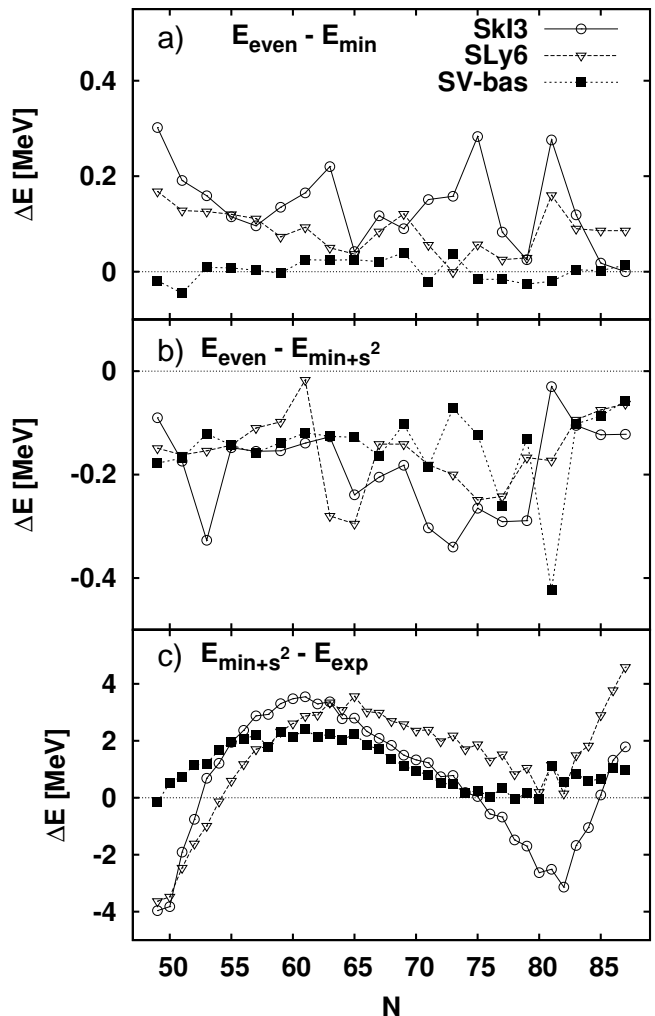 a) E_even - E_min
SkI3
SLy6
SV-bas
0.4
0.2
0
ΔE [MeV]
b) E_even - E_min+s²
0
-0.2
-0.4
ΔE [MeV]
c) E_min+s² - E_exp
4
2
0
-2
-4
ΔE [MeV]
50 55 60 65 70 75 80 85
N